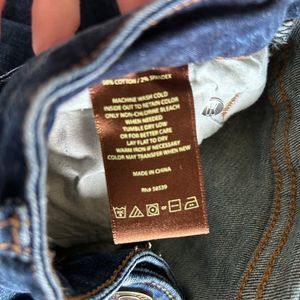 98% COTTON / 2% SPANDEX
MACHINE WASH COLD
INSIDE OUT TO RETAIN COLOR
ONLY NON-CHLORINE BLEACH
WHEN NEEDED
TUMBLE DRY LOW
OR FOR BETTER CARE
LAY FLAT TO DRY
WARM IRON IF NECESSARY
COLOR MAY TRANSFER WHEN NEW
MADE IN CHINA
RN# 58539